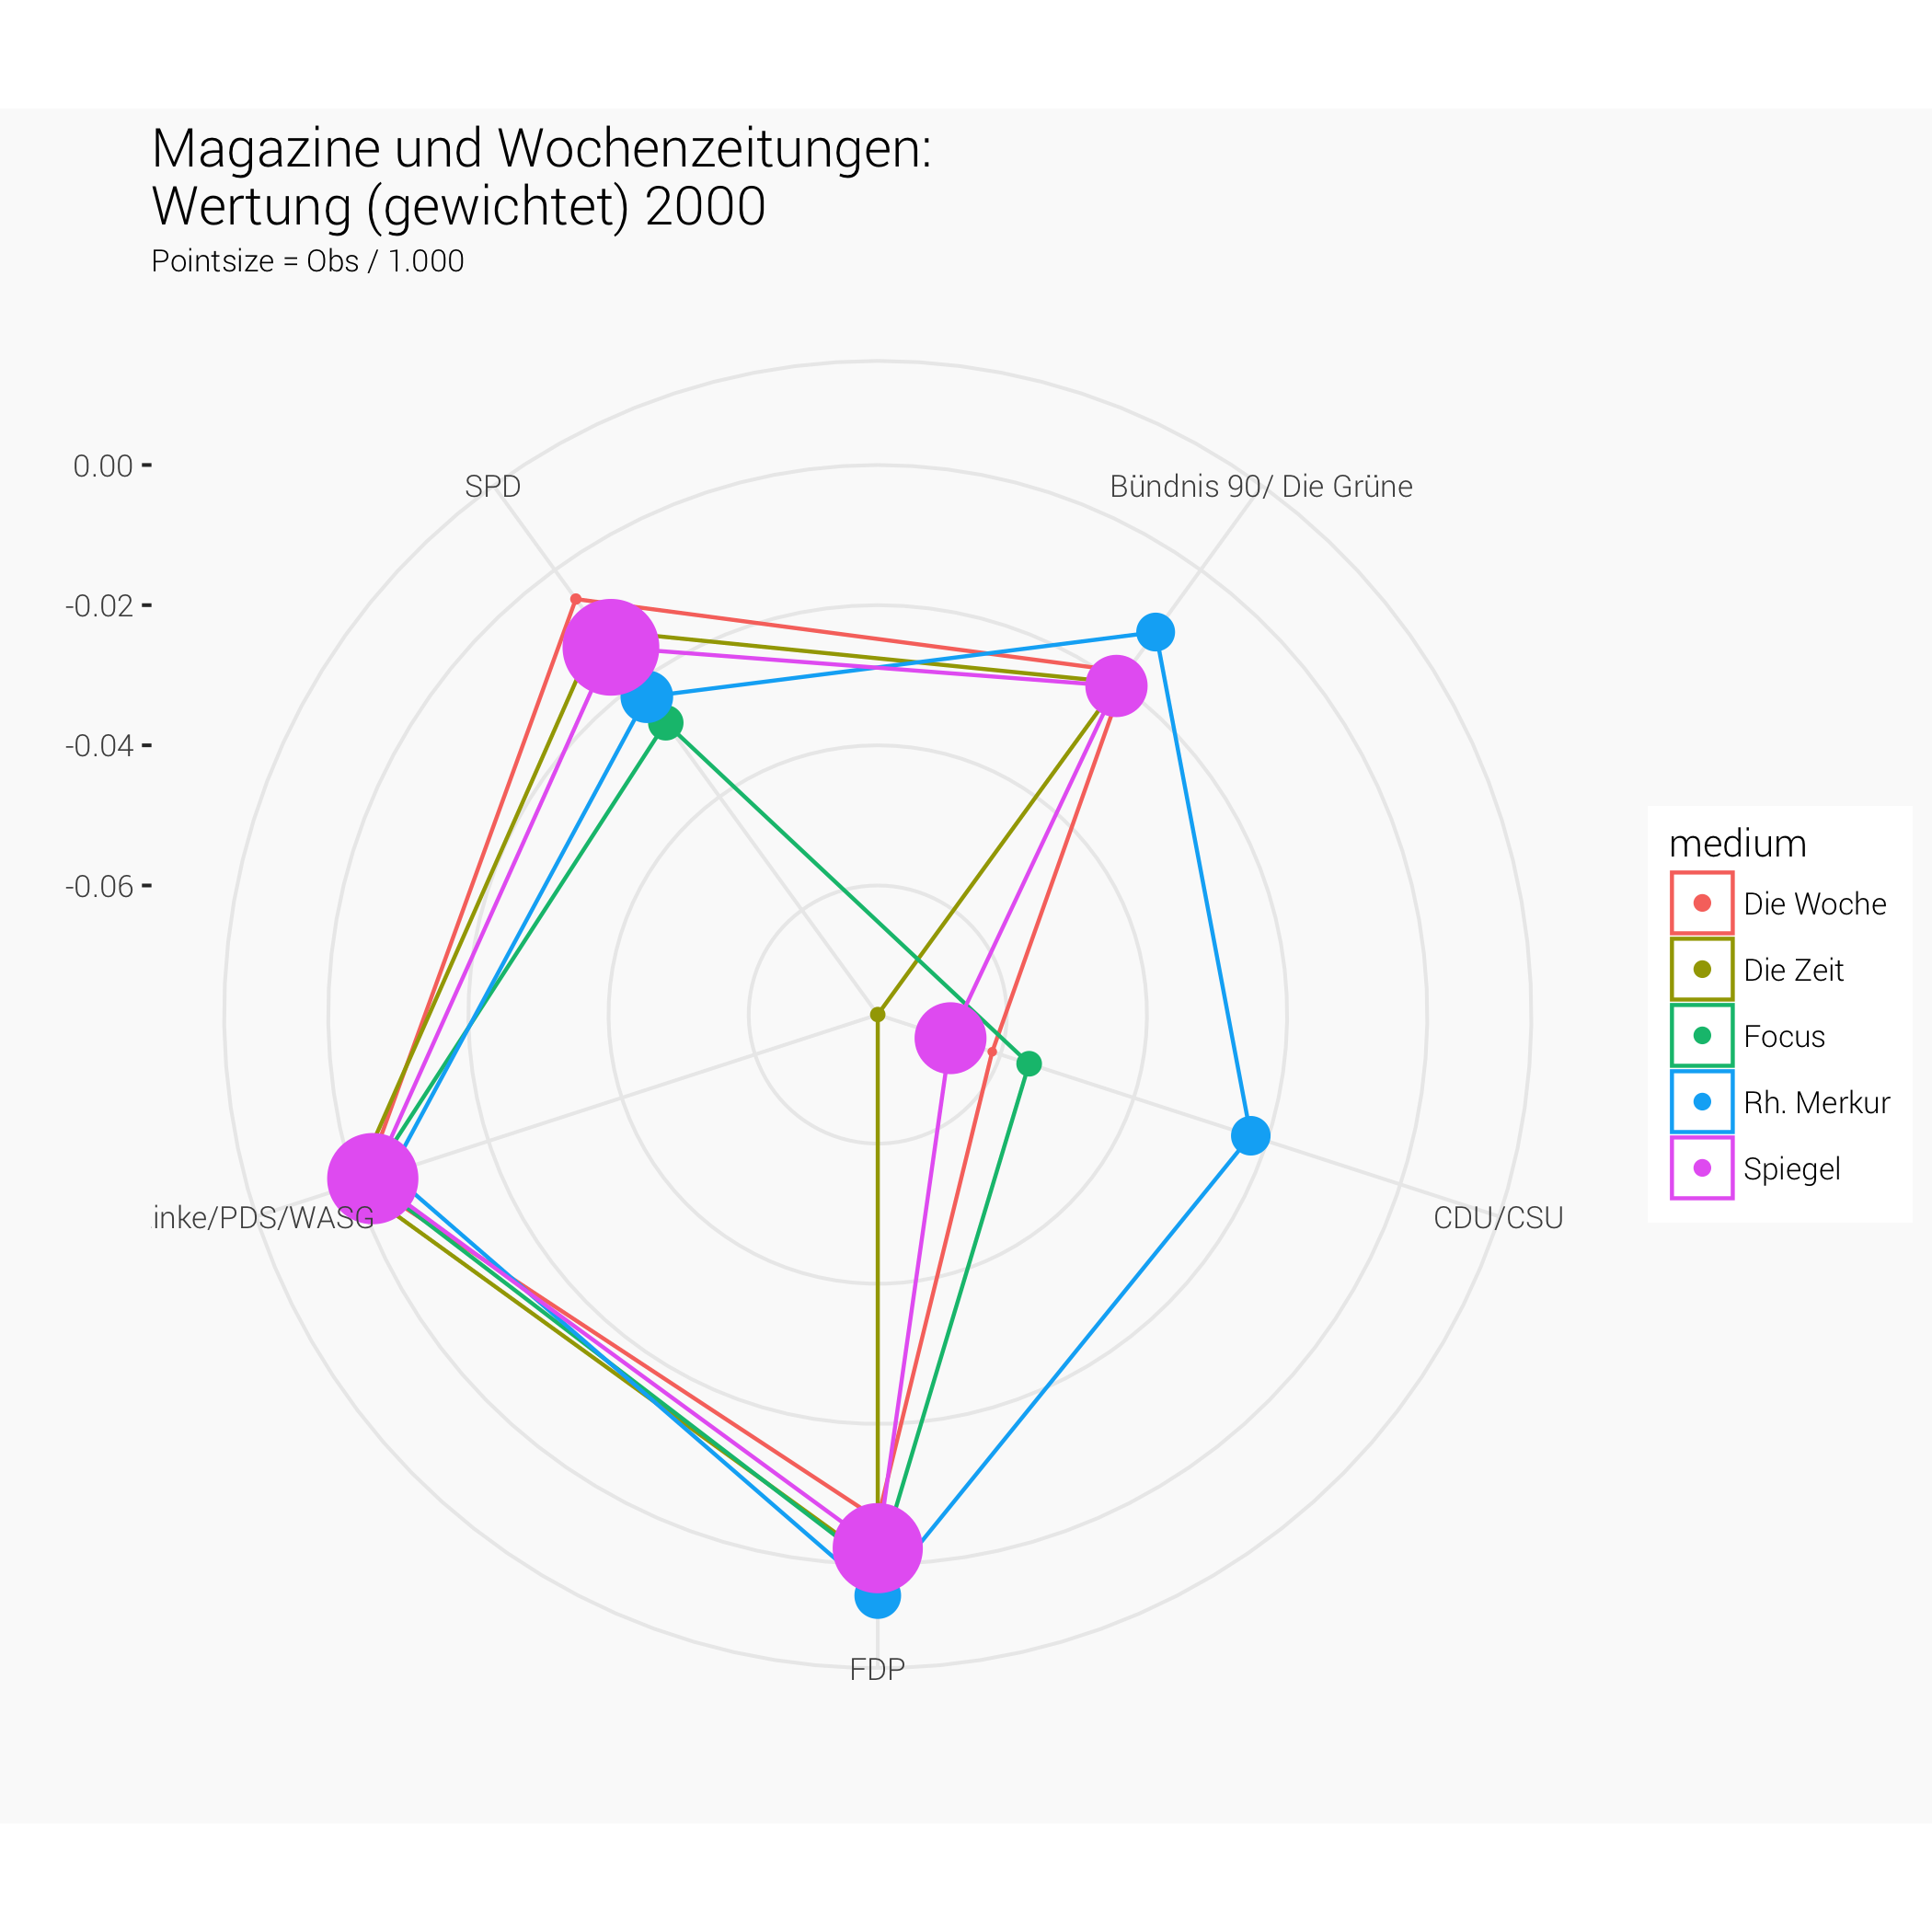 Magazine und Wochenzeitungen:
Wertung (gewichtet) 2000
Pointsize = Obs / 1.000
0.00
-0.02
-0.04
-0.06
SPD
Bündnis 90/ Die Grüne
inke/PDS/WASG
CDU/CSU
FDP
medium
Die Woche
Die Zeit
Focus
Rh. Merkur
Spiegel